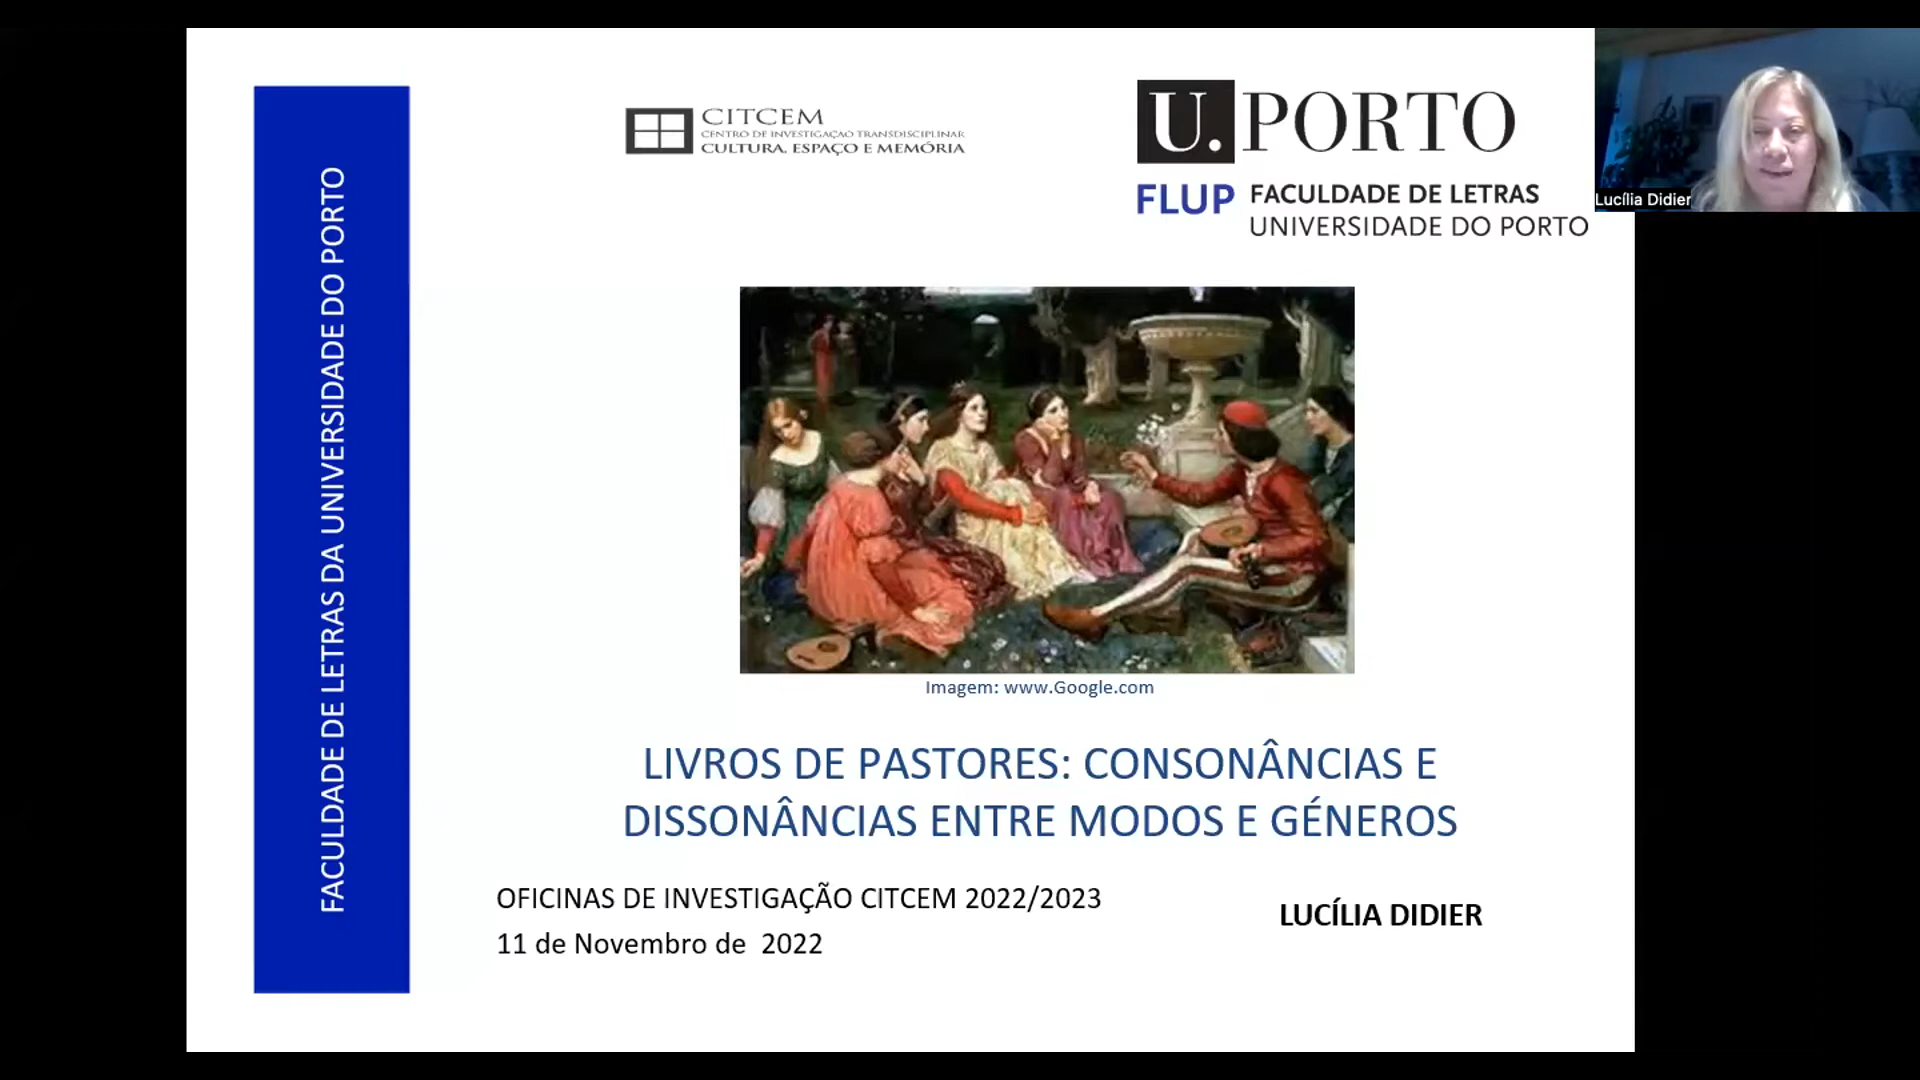 FACULDADE DE LETRAS DA UNIVERSIDADE DO PORTO
CITCEM
CENTRO DE INVESTIGAÇÃO TRANSDISCIPLINAR
CULTURA, ESPAÇO E MEMÓRIA
U. PORTO
FLUP FACULDADE DE LETRAS
UNIVERSIDADE DO PORTO
Lucília Didier
Imagem: www.Google.com
LIVROS DE PASTORES: CONSONÂNCIAS E
DISSONÂNCIAS ENTRE MODOS E GÉNEROS
OFICINAS DE INVESTIGAÇÃO CITCEM 2022/2023
11 de Novembro de 2022
LUCÍLIA DIDIER